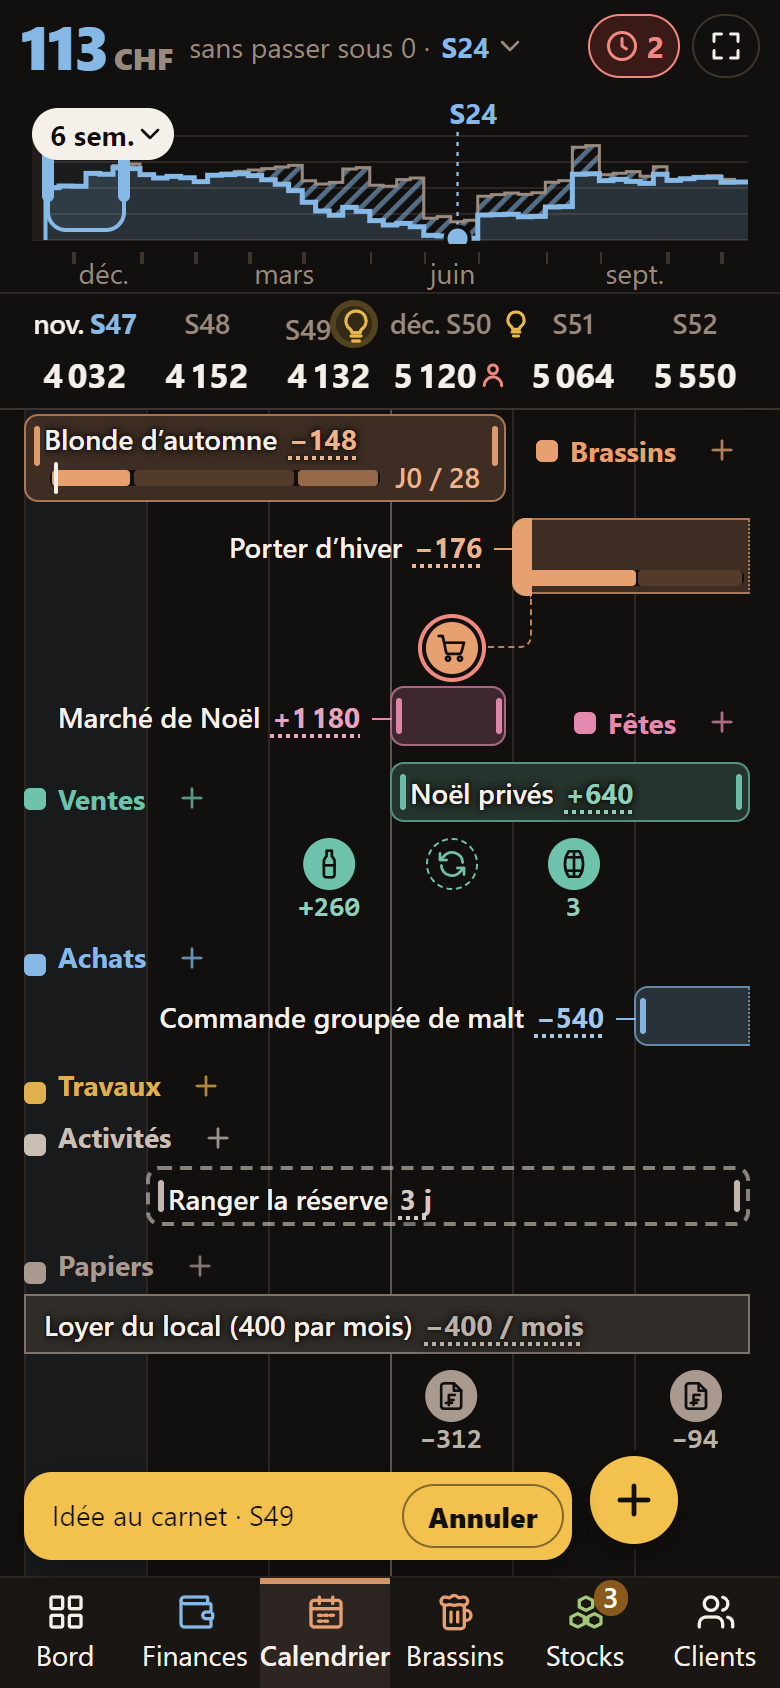 113 CHF sans passer sous 0 · S24
2
S24
6 sem.
déc. mars juin sept.
nov. S47 S48 S49 déc. S50 S51 S52
4 032 4 152 4 132 5 120 5 064 5 550
Blonde d’automne −148
J0 / 28
Brassins +
Porter d’hiver −176
Marché de Noël +1 180
Fêtes +
Noël privés +640
Ventes +
+260 3
Achats +
Commande groupée de malt −540
Travaux +
Activités +
Ranger la réserve 3 j
Papiers +
Loyer du local (400 par mois) −400 / mois
−312 −94
Idée au carnet · S49 Annuler +
3
Bord Finances Calendrier Brassins Stocks Clients